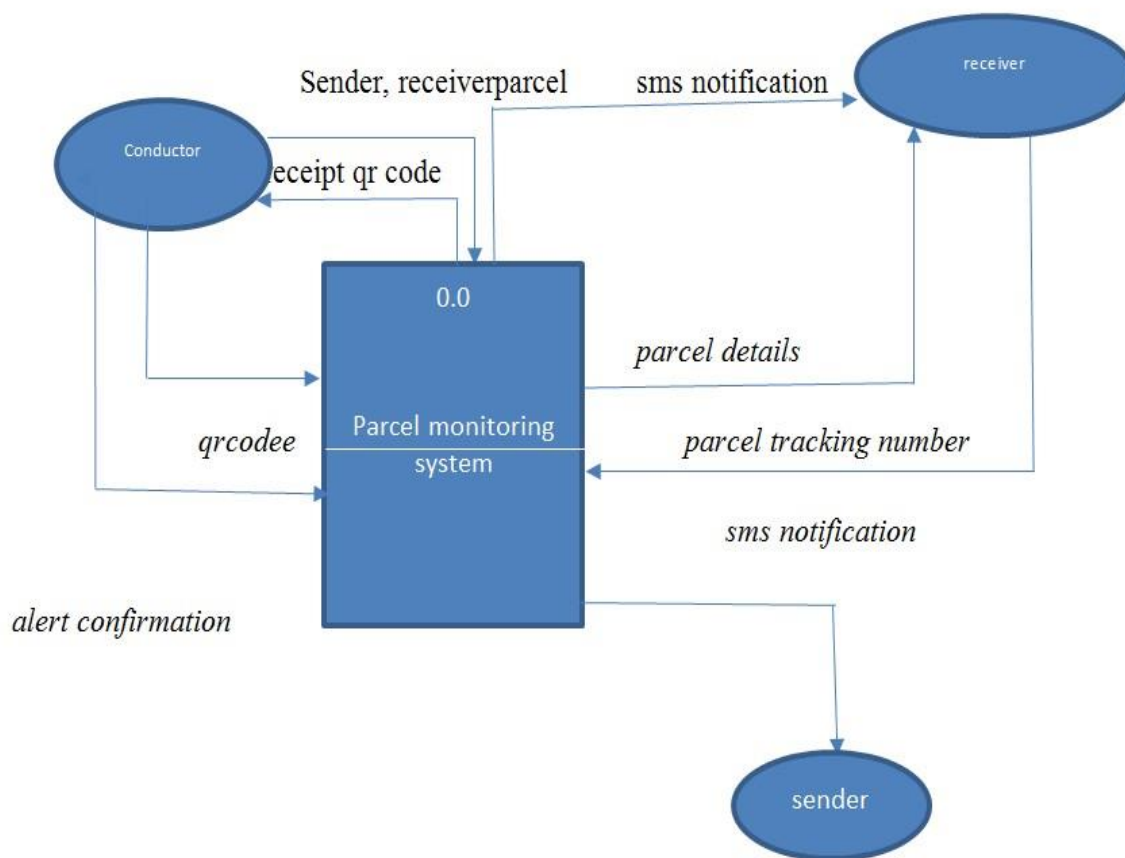 receiver
Sender, receiverparcel
sms notification
Conductor
receipt qr code
0.0
parcel details
Parcel monitoring
system
qrcodee
parcel tracking number
sms notification
alert confirmation
sender